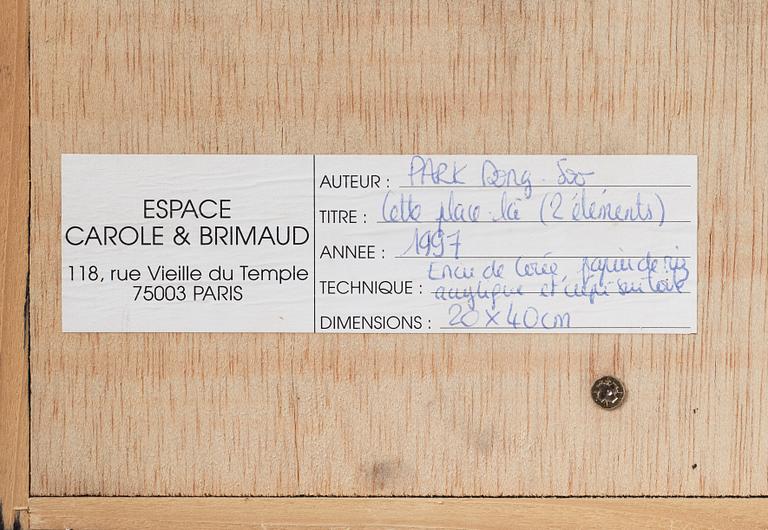 ESPACE
CAROLE & BRIMAUD
118, rue Vieille du Temple
75003 PARIS
AUTEUR : PARK Dong-Soo
TITRE : Cette place-là (2 éléments)
ANNEE : 1997
Encre de Corée, papier de riz
TECHNIQUE : acrylique et sur toile
DIMENSIONS : 20 x 40 cm